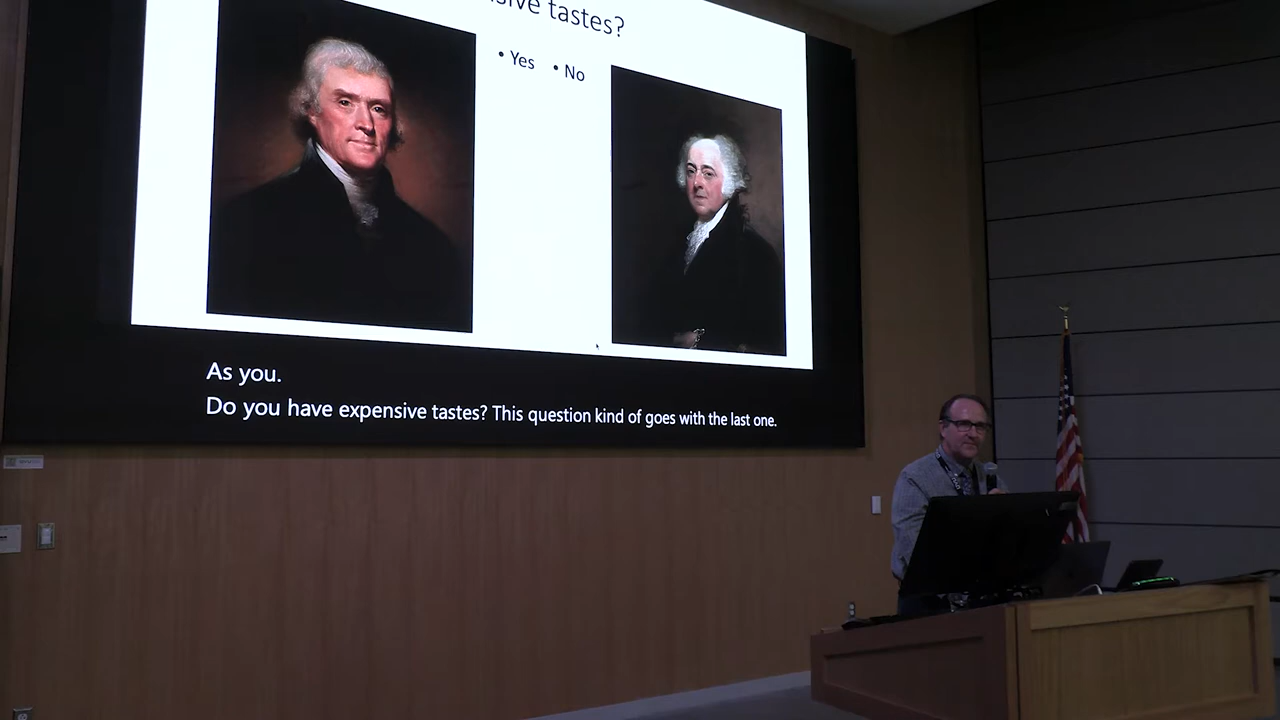 tastes?
• Yes • No
As you.
Do you have expensive tastes? This question kind of goes with the last one.